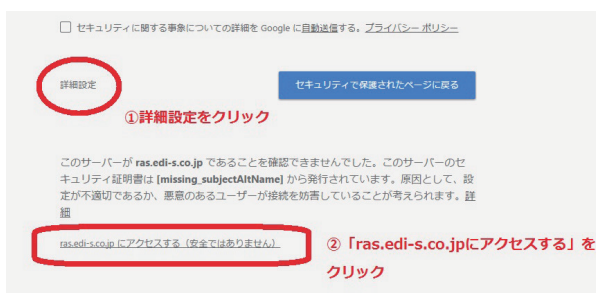 セキュリティに関する事象についての詳細を Google に自動送信する。プライバシー ポリシー
詳細設定
セキュリティで保護されたページに戻る
①詳細設定をクリック
このサーバーが ras.edi-s.co.jp であることを確認できませんでした。このサーバーのセ
キュリティ証明書は [missing_subjectAltName] から発行されています。原因として、設
定が不適切であるか、悪意のあるユーザーが接続を妨害していることが考えられます。詳
細
ras.edi-s.co.jp にアクセスする（安全ではありません）
②「ras.edi-s.co.jpにアクセスする」を
クリック